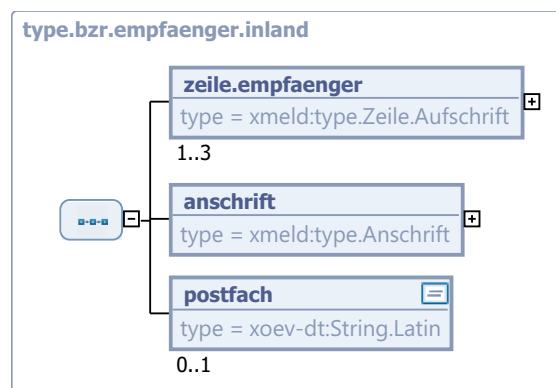 type.bzr.empfaenger.inland
zeile.empfaenger
type = xmeld:type.Zeile.Aufschrift
1..3
anschrift
type = xmeld:type.Anschrift
postfach
type = xoev-dt:String.Latin
0..1